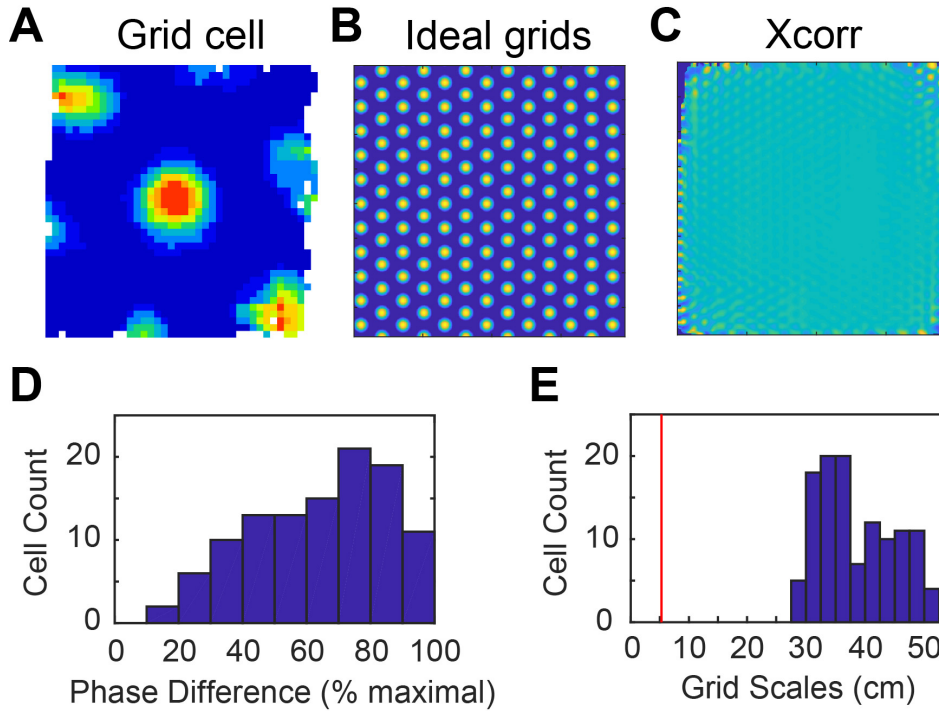 A Grid cell
B Ideal grids
C Xcorr
D
Cell Count
20
10
0
0 20 40 60 80 100
Phase Difference (% maximal)
E
Cell Count
20
10
0
0 10 20 30 40 50
Grid Scales (cm)